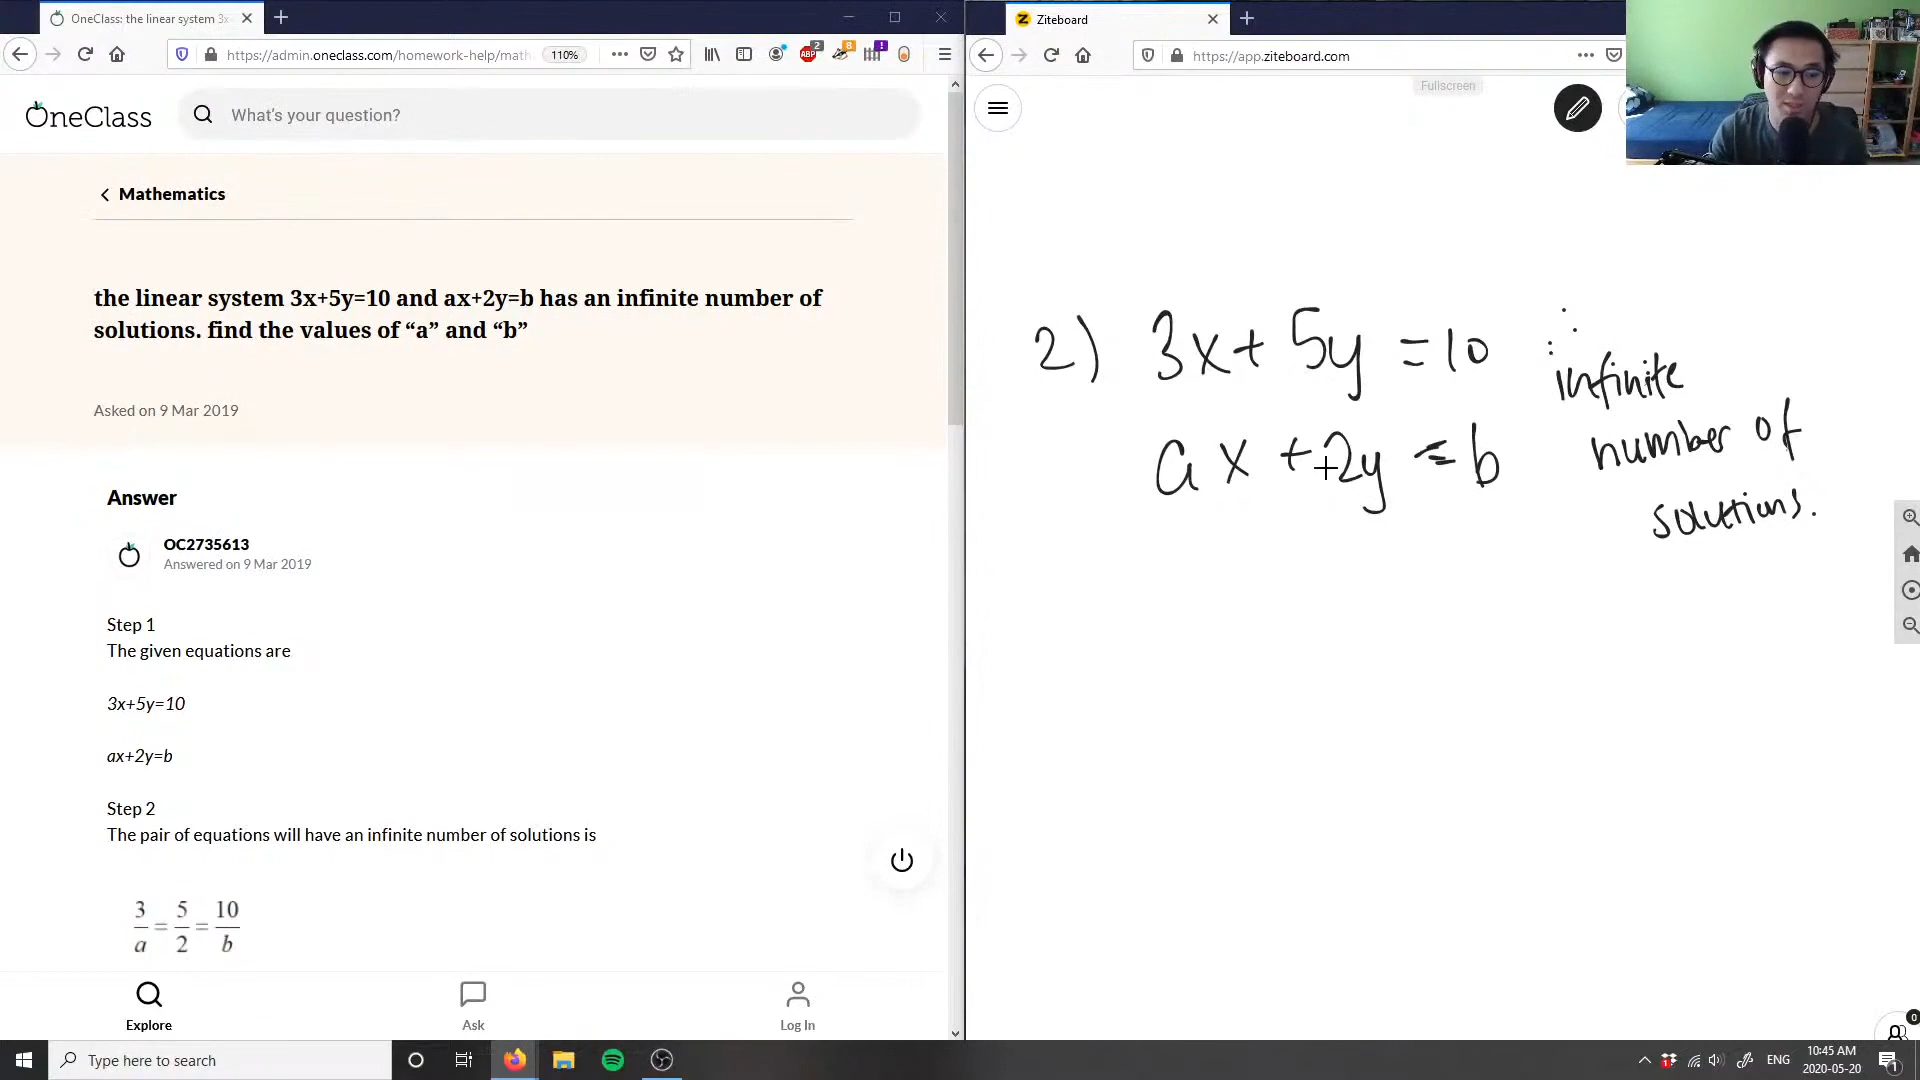 OneClass: the linear system 3x
https://admin.oneclass.com/homework-help/math
110%
2
8
!
OneClass
What's your question?
Mathematics
the linear system 3x+5y=10 and ax+2y=b has an infinite number of
solutions. find the values of “a” and “b”
Asked on 9 Mar 2019
Answer
OC2735613
Answered on 9 Mar 2019
Step 1
The given equations are
3x+5y=10
ax+2y=b
Step 2
The pair of equations will have an infinite number of solutions is
3/a = 5/2 = 10/b
Explore
Ask
Log In
Ziteboard
https://app.ziteboard.com
Fullscreen
2) 3x + 5y = 10
ax + 2y = b
∴ infinite
number of
solutions.
0
Type here to search
ENG
10:45 AM
2020-05-20
1